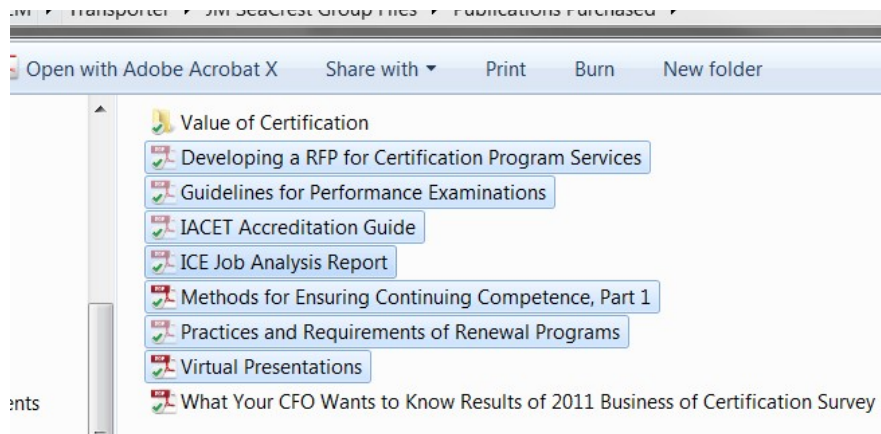 Transporter ▸ JM SeaCrest Group Files ▸ Publications Purchased ▸
Open with Adobe Acrobat X Share with ▾ Print Burn New folder
Value of Certification
Developing a RFP for Certification Program Services
Guidelines for Performance Examinations
IACET Accreditation Guide
ICE Job Analysis Report
Methods for Ensuring Continuing Competence, Part 1
Practices and Requirements of Renewal Programs
Virtual Presentations
ents
What Your CFO Wants to Know Results of 2011 Business of Certification Survey